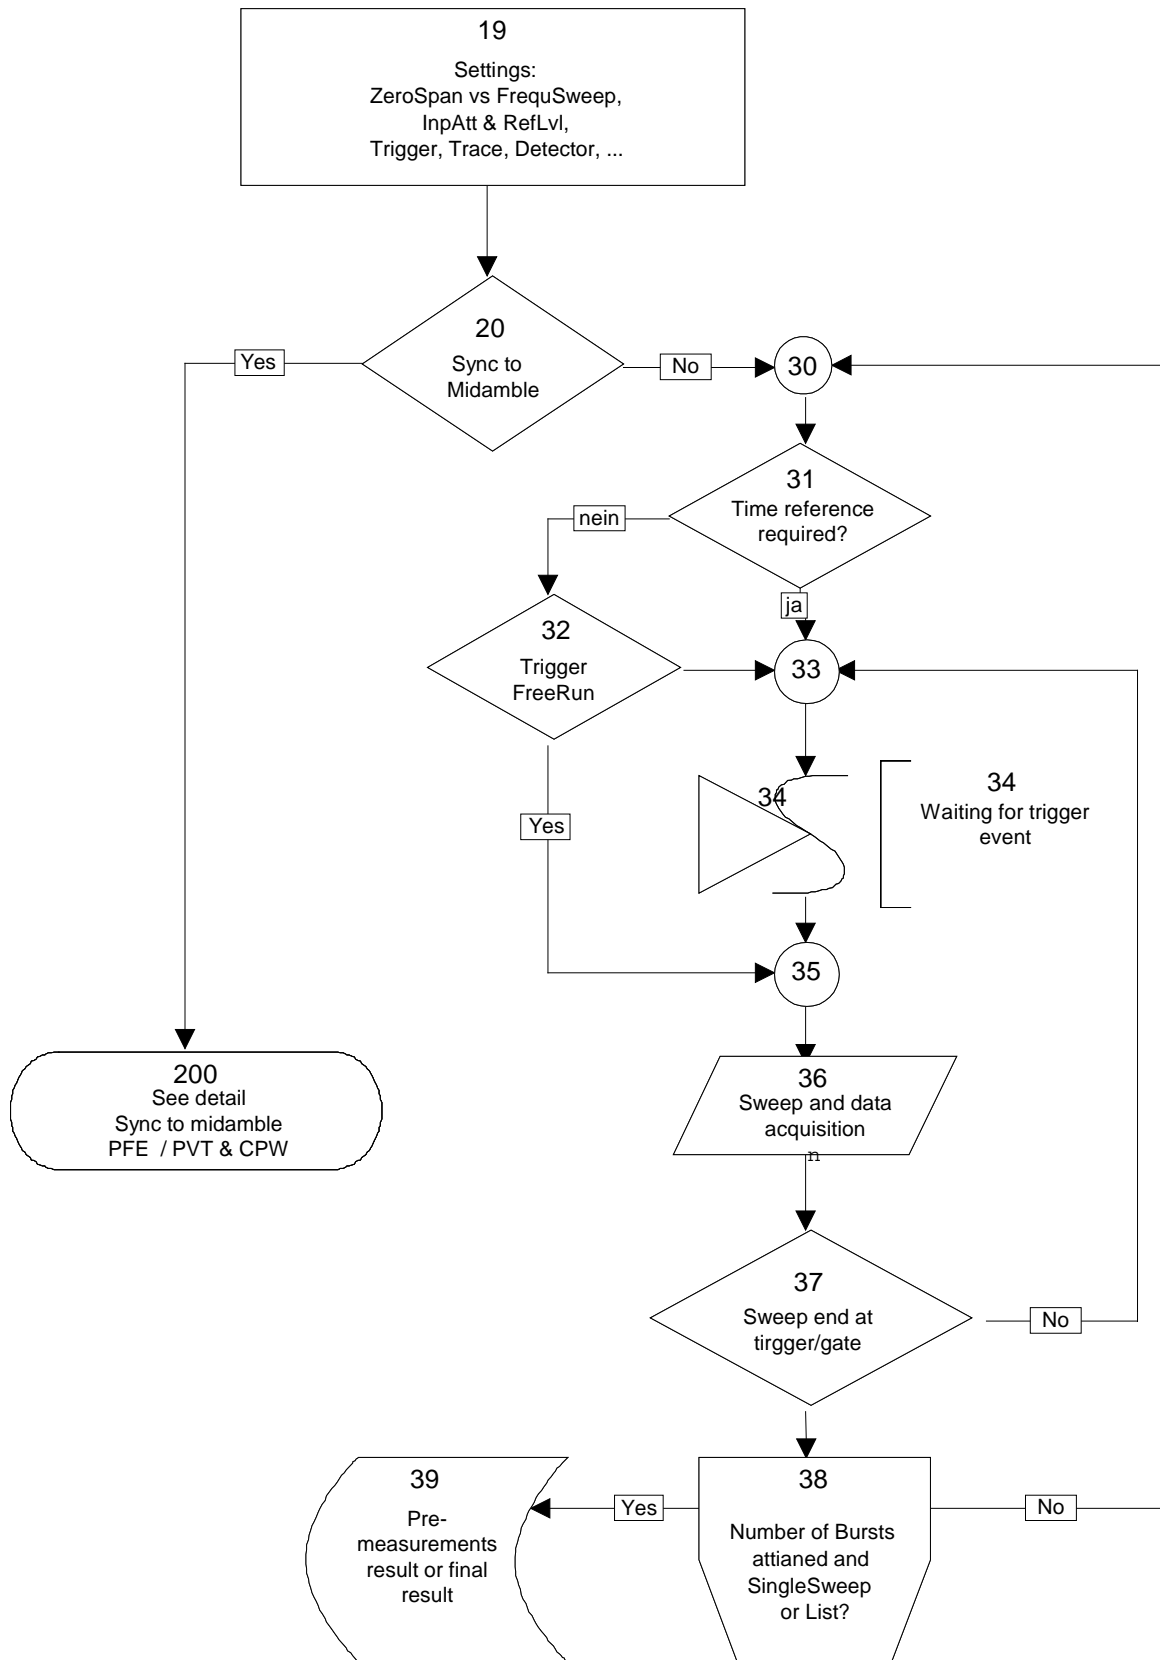 19
Settings:
ZeroSpan vs FrequSweep,
InpAtt & RefLvl,
Trigger, Trace, Detector, ...
20
Sync to
Midamble
Yes
No
30
31
Time reference
required?
nein
ja
32
Trigger
FreeRun
33
34
34
Waiting for trigger
event
Yes
35
200
See detail
Sync to midamble
PFE / PVT & CPW
36
Sweep and data
acquisition
n
37
Sweep end at
tirgger/gate
No
39
Pre-
measurements
result or final
result
Yes
38
Number of Bursts
attianed and
SingleSweep
or List?
No